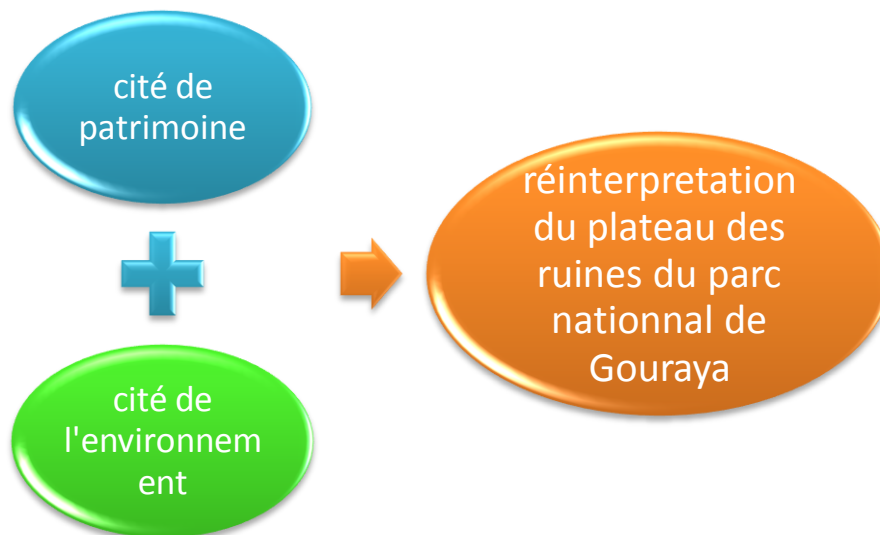 cité de
patrimoine
cité de
l'environnem
ent
réinterpretation
du plateau des
ruines du parc
nationnal de
Gouraya